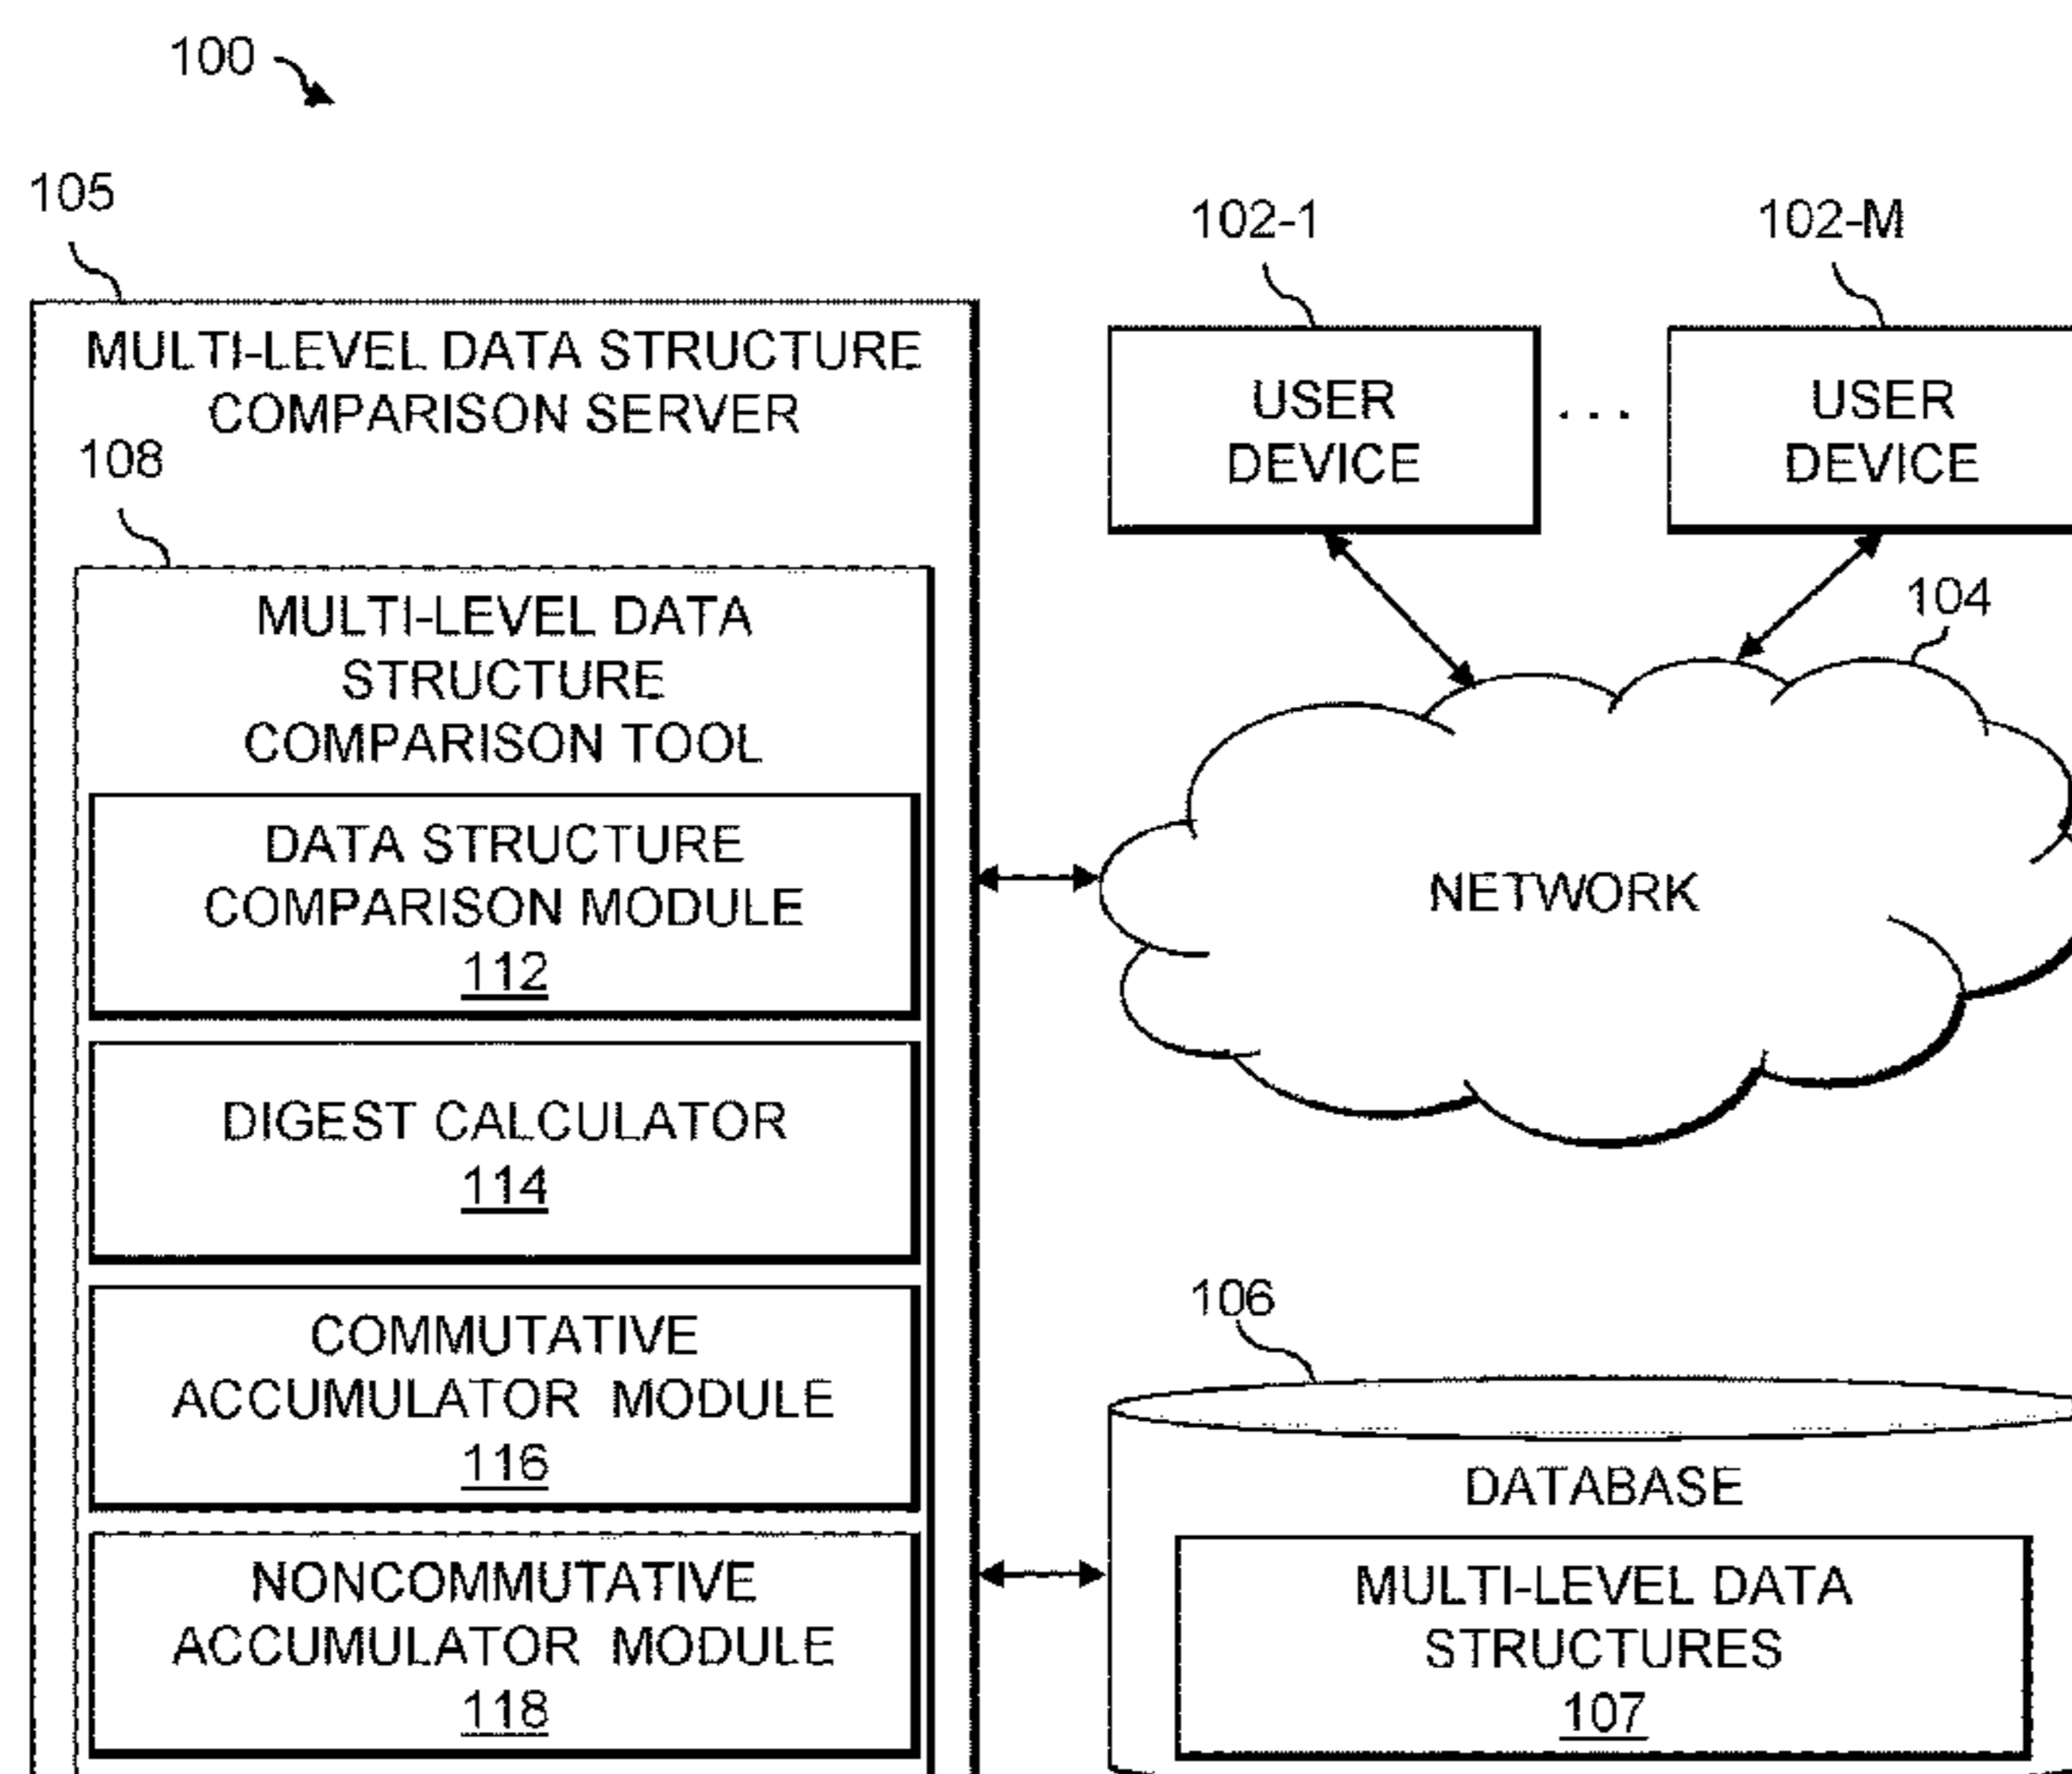 100
105
MULTI-LEVEL DATA STRUCTURE
COMPARISON SERVER
108
MULTI-LEVEL DATA
STRUCTURE
COMPARISON TOOL
DATA STRUCTURE
COMPARISON MODULE
112
DIGEST CALCULATOR
114
COMMUTATIVE
ACCUMULATOR MODULE
116
NONCOMMUTATIVE
ACCUMULATOR MODULE
118
102-1
USER
DEVICE
...
102-M
USER
DEVICE
104
NETWORK
106
DATABASE
MULTI-LEVEL DATA
STRUCTURES
107